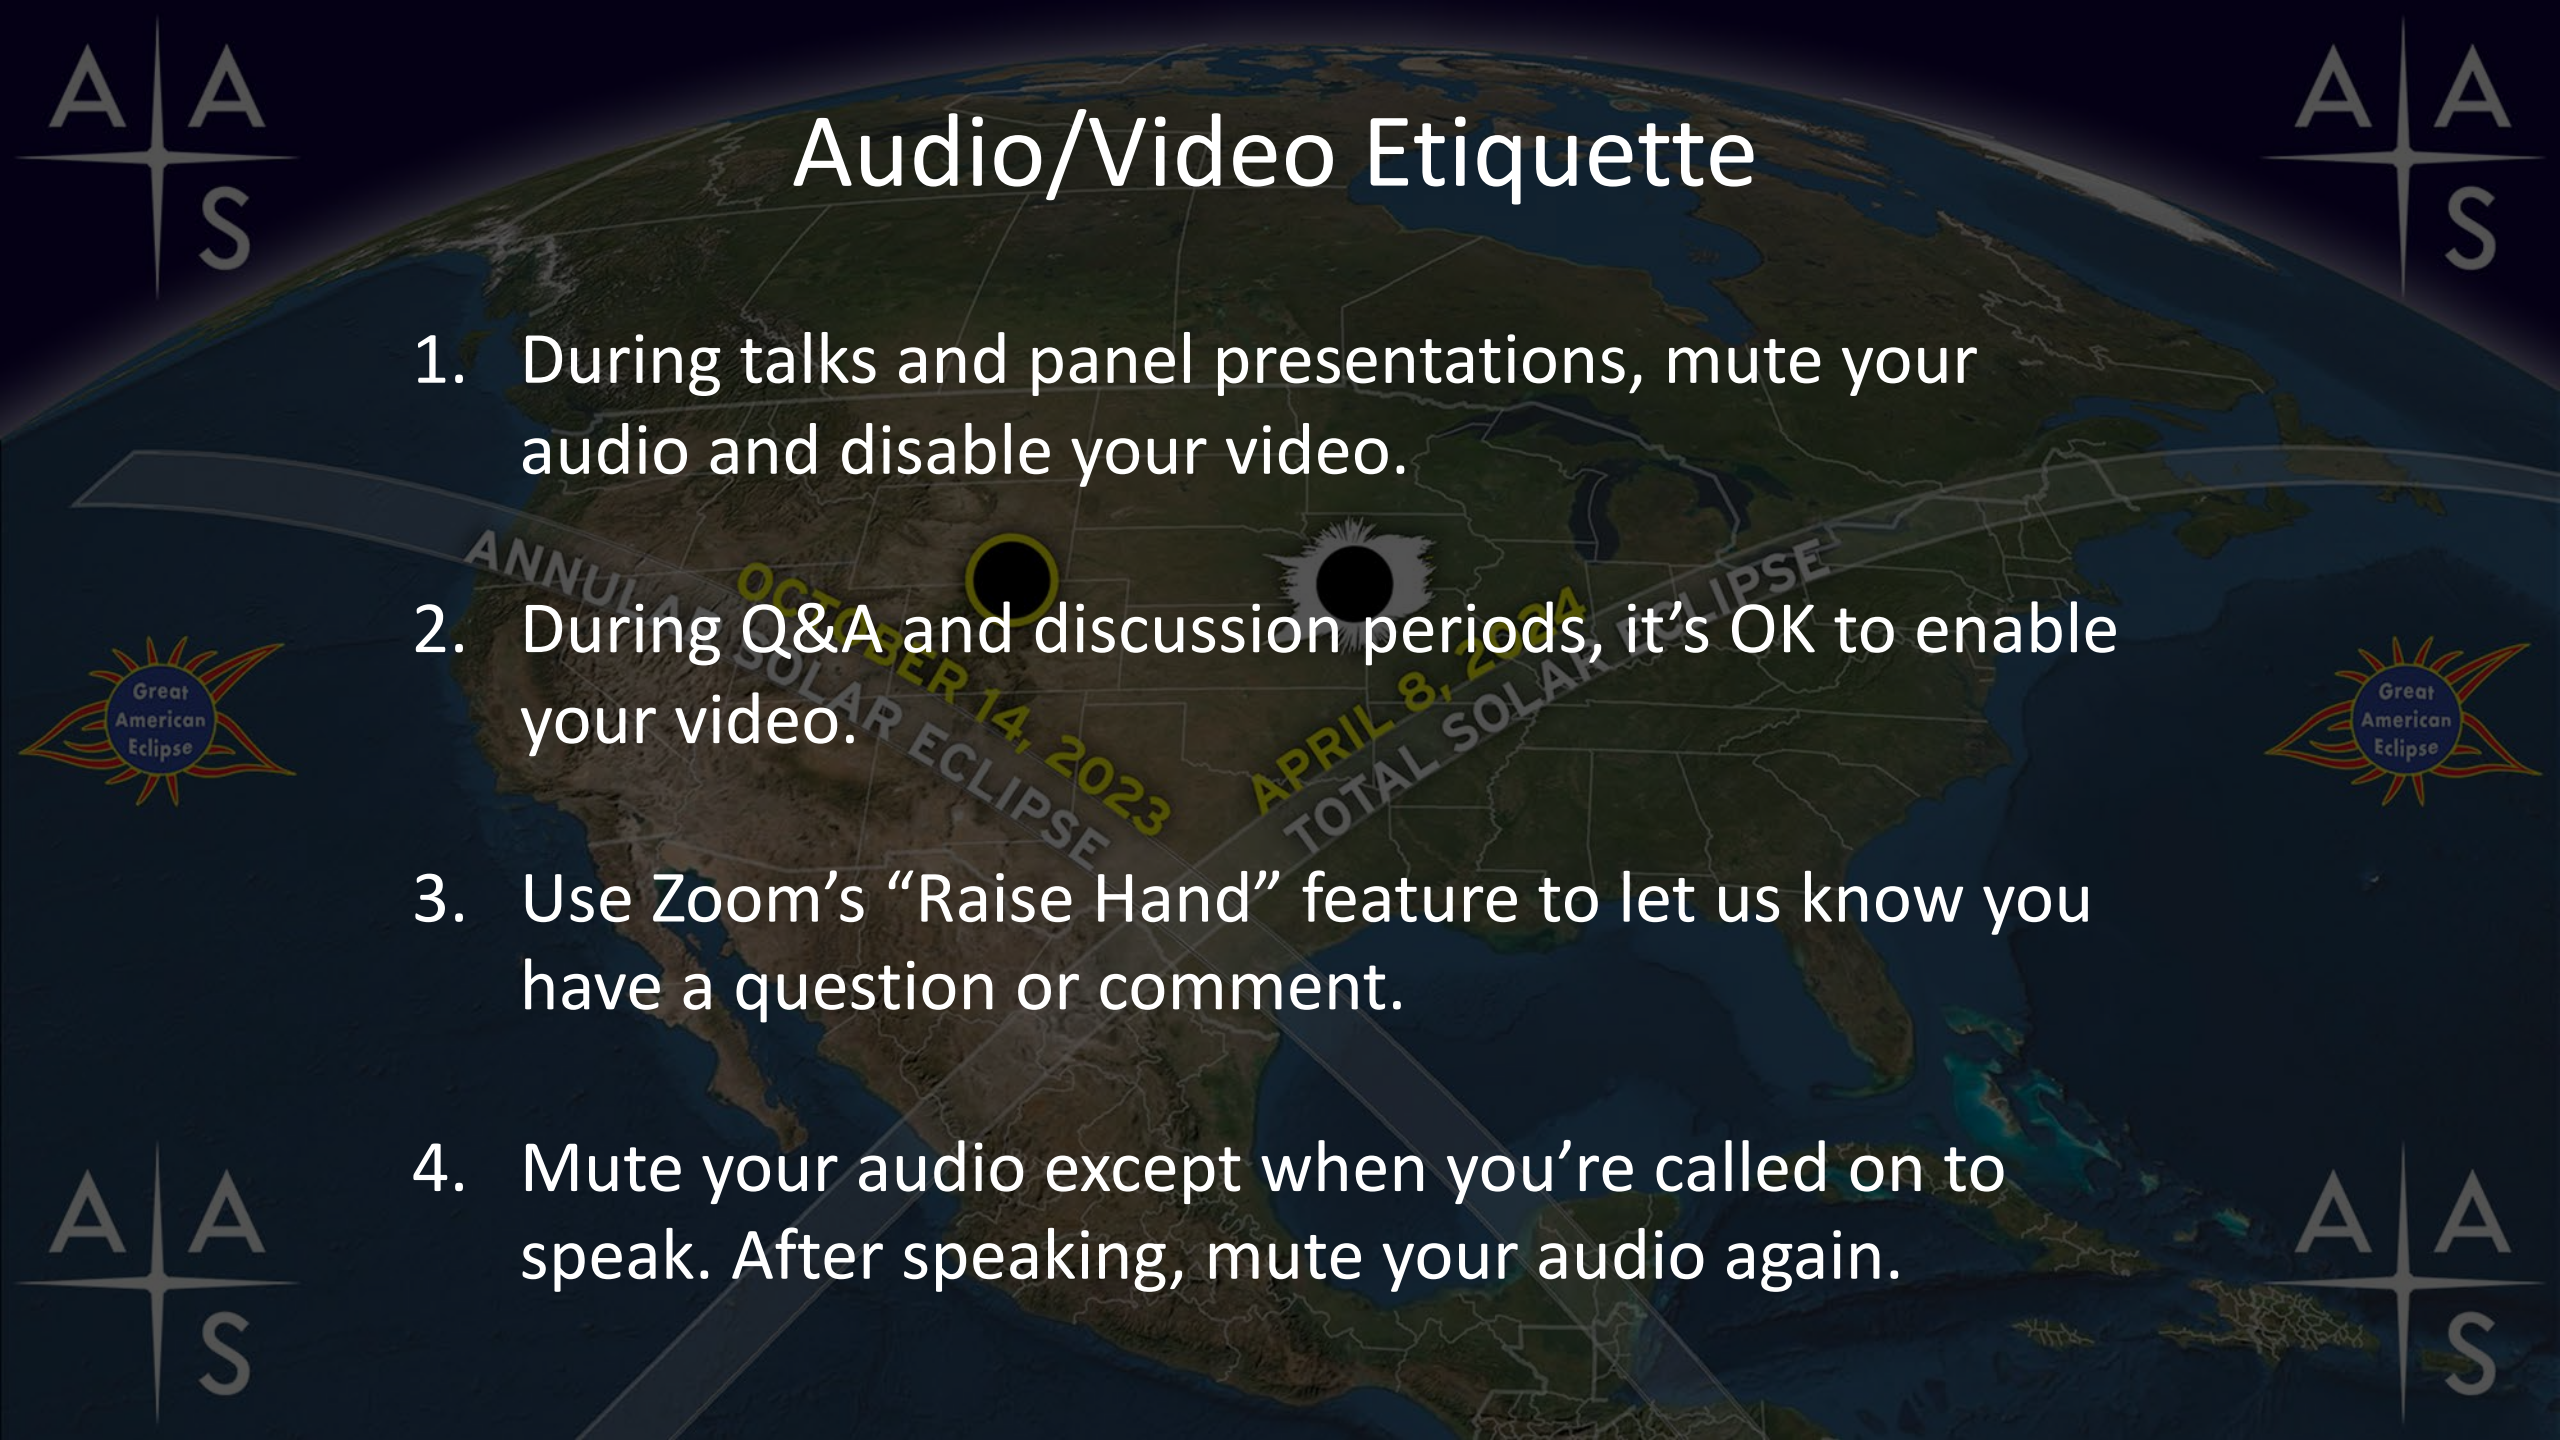 A A
S
A A
S
Audio/Video Etiquette
1. During talks and panel presentations, mute your
audio and disable your video.
ANNULAR SOLAR ECLIPSE
OCTOBER 14, 2023
APRIL 8, 2024
TOTAL SOLAR ECLIPSE
2. During Q&A and discussion periods, it’s OK to enable
your video.
Great
American
Eclipse
Great
American
Eclipse
3. Use Zoom’s “Raise Hand” feature to let us know you
have a question or comment.
4. Mute your audio except when you’re called on to
speak. After speaking, mute your audio again.
A A
S
A A
S